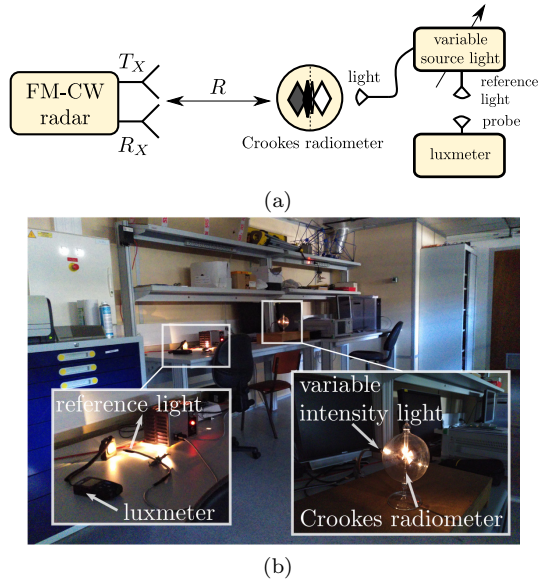 T_X
FM-CW
radar
R_X
R
Crookes radiometer
light
variable
source light
reference
light
probe
luxmeter
(a)
reference light
luxmeter
variable
intensity light
Crookes radiometer
(b)